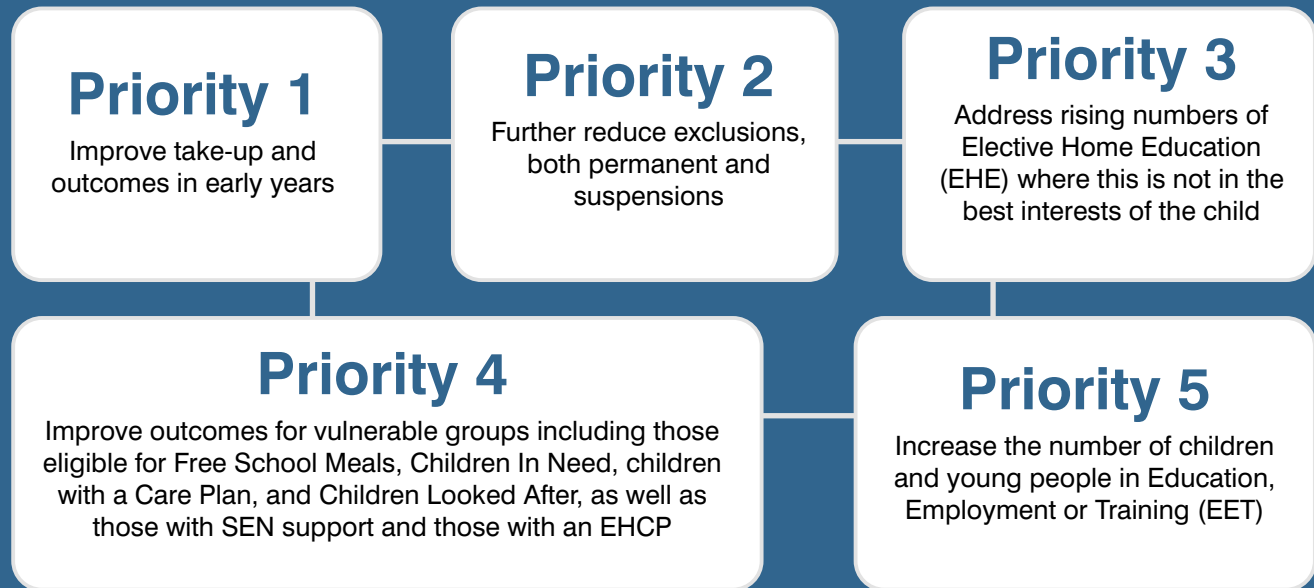 Priority 1
Improve take-up and
outcomes in early years
Priority 2
Further reduce exclusions,
both permanent and
suspensions
Priority 3
Address rising numbers of
Elective Home Education
(EHE) where this is not in the
best interests of the child
Priority 4
Improve outcomes for vulnerable groups including those
eligible for Free School Meals, Children In Need, children
with a Care Plan, and Children Looked After, as well as
those with SEN support and those with an EHCP
Priority 5
Increase the number of children
and young people in Education,
Employment or Training (EET)